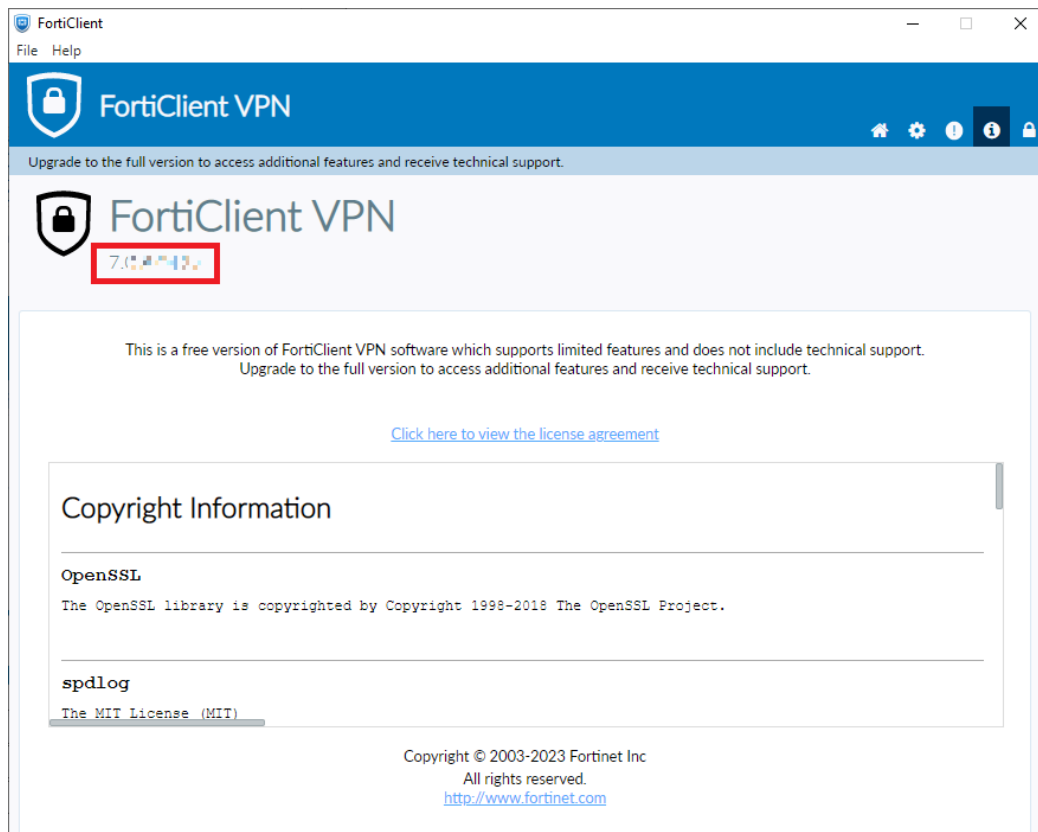 FortiClient
File Help
FortiClient VPN
Upgrade to the full version to access additional features and receive technical support.
FortiClient VPN
This is a free version of FortiClient VPN software which supports limited features and does not include technical support.
Upgrade to the full version to access additional features and receive technical support.
Click here to view the license agreement
Copyright Information
OpenSSL
The OpenSSL library is copyrighted by Copyright 1998-2018 The OpenSSL Project.
spdlog
The MIT License (MIT)
Copyright © 2003-2023 Fortinet Inc
All rights reserved.
http://www.fortinet.com